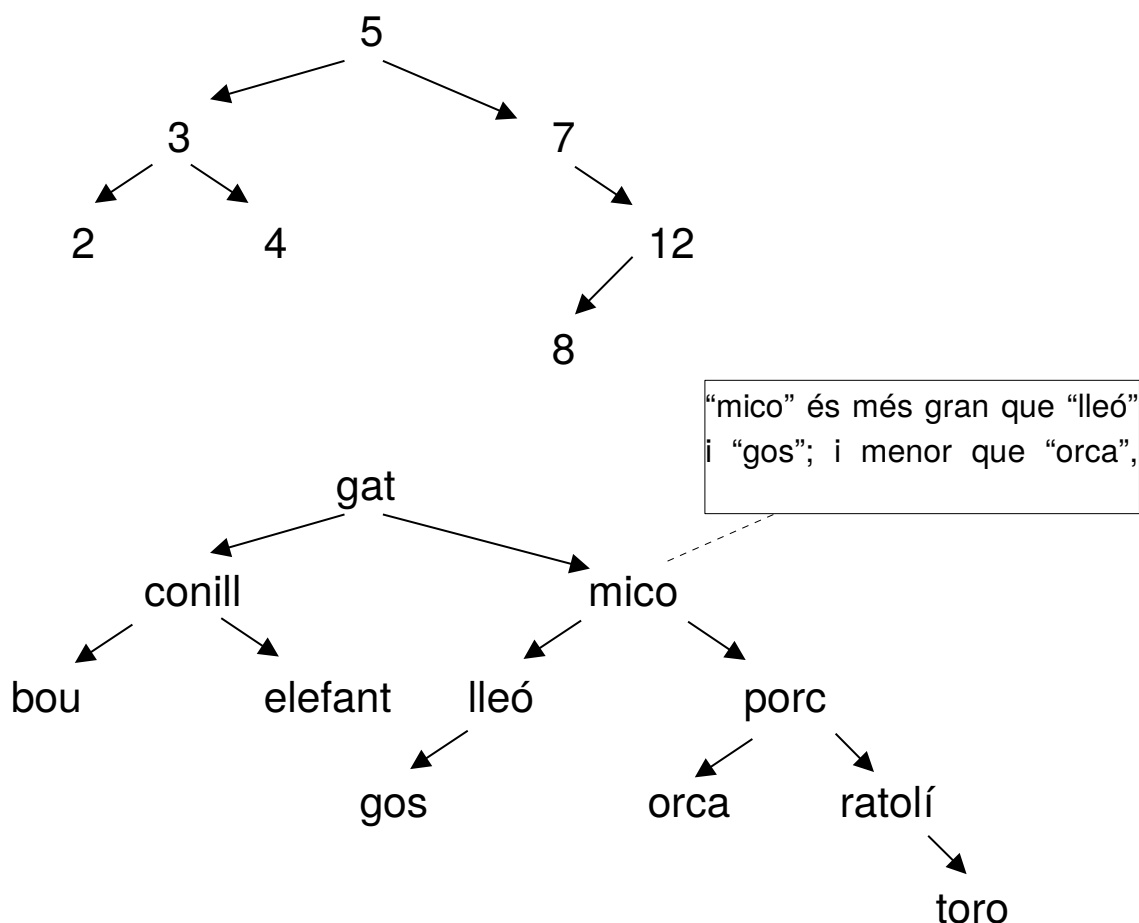 5
3
7
2
4
12
8
“mico” és més gran que “lleó”
i “gos”; i menor que “orca”,
gat
conill
mico
bou
elefant
lleó
porc
gos
orca
ratolí
toro